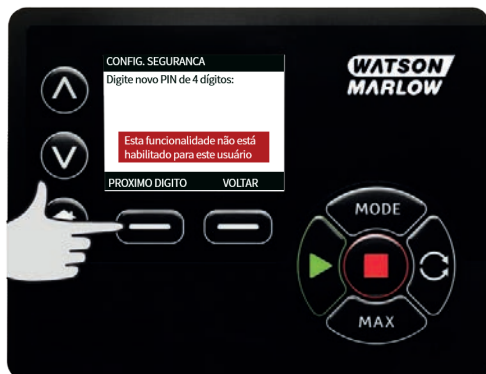 CONFIG. SEGURANCA
Digite novo PIN de 4 dígitos:
Esta funcionalidade não está
habilitado para este usuário
PROXIMO DIGITO VOLTAR
WATSON
MARLOW
MODE
MAX